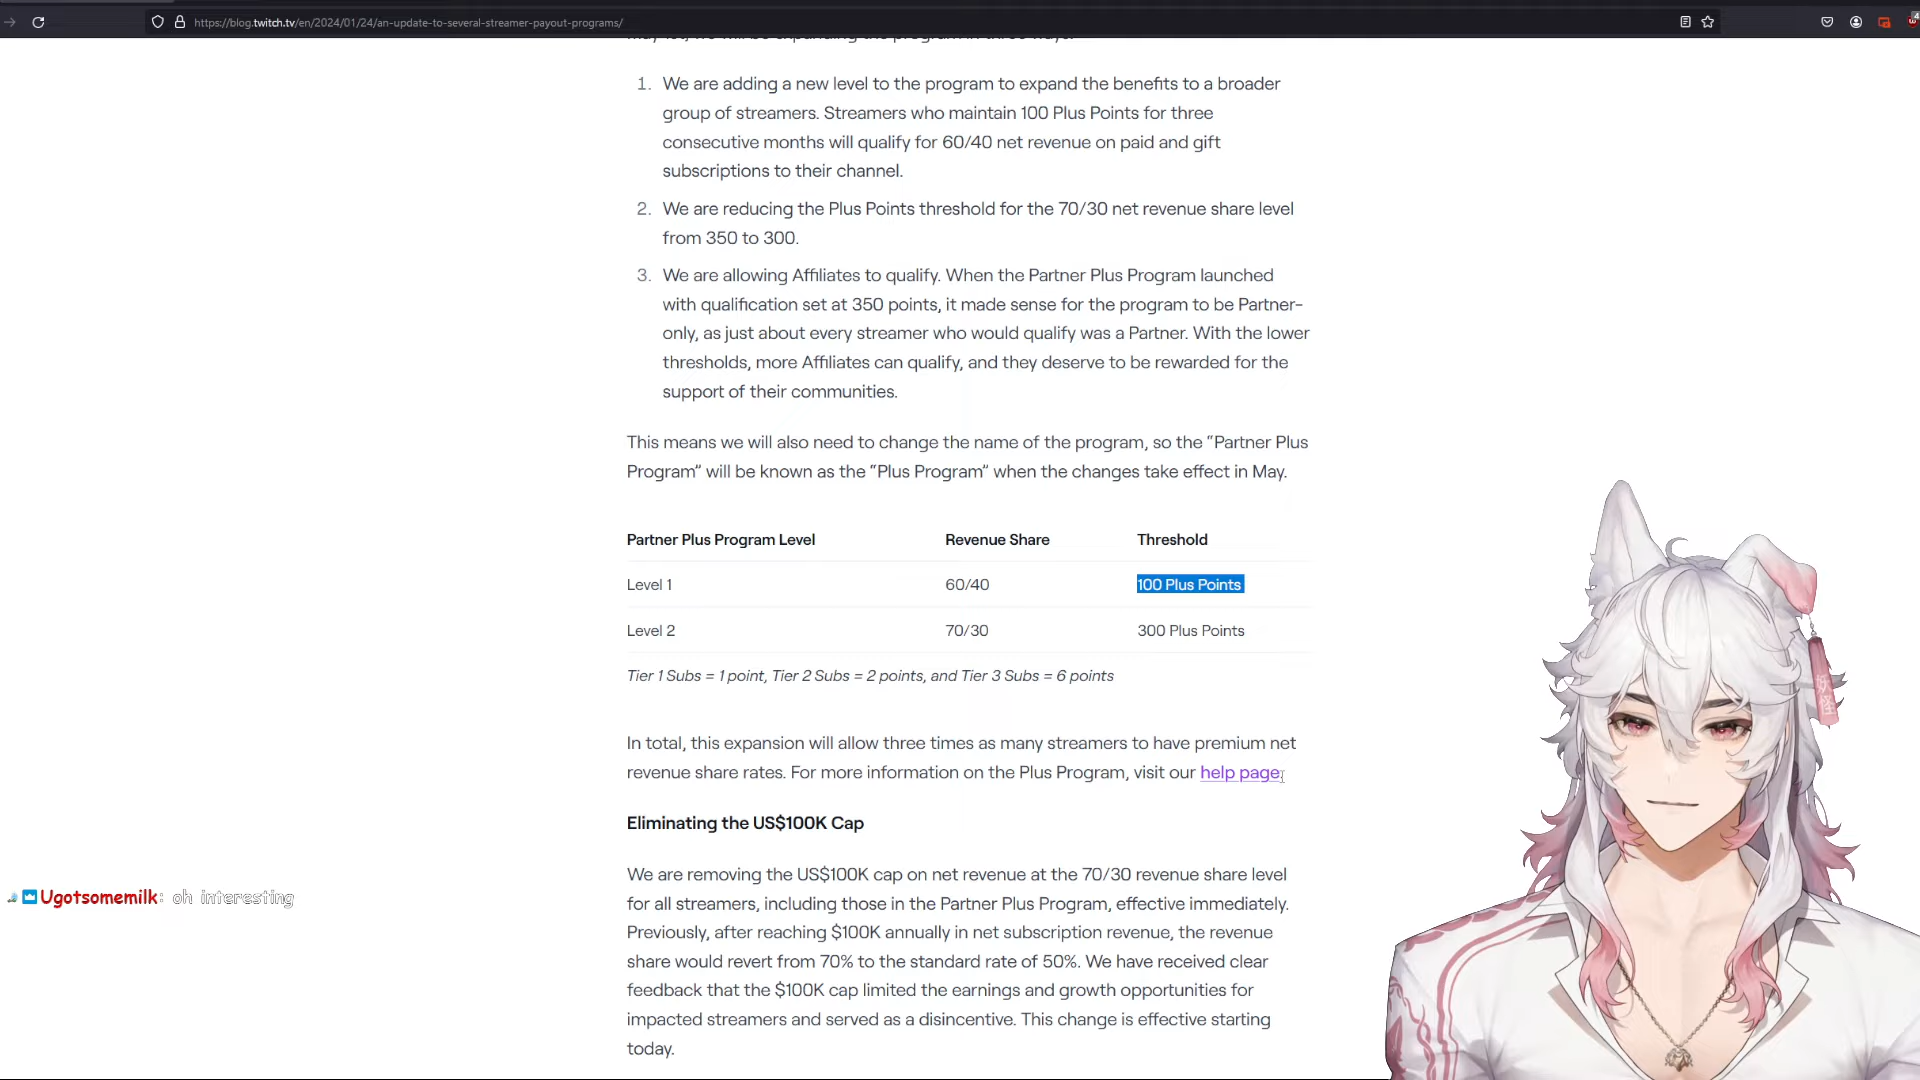 https://blog.twitch.tv/en/2024/01/24/an-update-to-several-streamer-payout-programs/
1. We are adding a new level to the program to expand the benefits to a broader
group of streamers. Streamers who maintain 100 Plus Points for three
consecutive months will qualify for 60/40 net revenue on paid and gift
subscriptions to their channel.
2. We are reducing the Plus Points threshold for the 70/30 net revenue share level
from 350 to 300.
3. We are allowing Affiliates to qualify. When the Partner Plus Program launched
with qualification set at 350 points, it made sense for the program to be Partner-
only, as just about every streamer who would qualify was a Partner. With the lower
thresholds, more Affiliates can qualify, and they deserve to be rewarded for the
support of their communities.
This means we will also need to change the name of the program, so the “Partner Plus
Program” will be known as the “Plus Program” when the changes take effect in May.
Partner Plus Program Level Revenue Share Threshold
Level 1 60/40 100 Plus Points
Level 2 70/30 300 Plus Points
Tier 1 Subs = 1 point, Tier 2 Subs = 2 points, and Tier 3 Subs = 6 points
In total, this expansion will allow three times as many streamers to have premium net
revenue share rates. For more information on the Plus Program, visit our help page.
Eliminating the US$100K Cap
We are removing the US$100K cap on net revenue at the 70/30 revenue share level
for all streamers, including those in the Partner Plus Program, effective immediately.
Previously, after reaching $100K annually in net subscription revenue, the revenue
share would revert from 70% to the standard rate of 50%. We have received clear
feedback that the $100K cap limited the earnings and growth opportunities for
impacted streamers and served as a disincentive. This change is effective starting
today.
Ugotsomemilk: oh interesting
妖怪